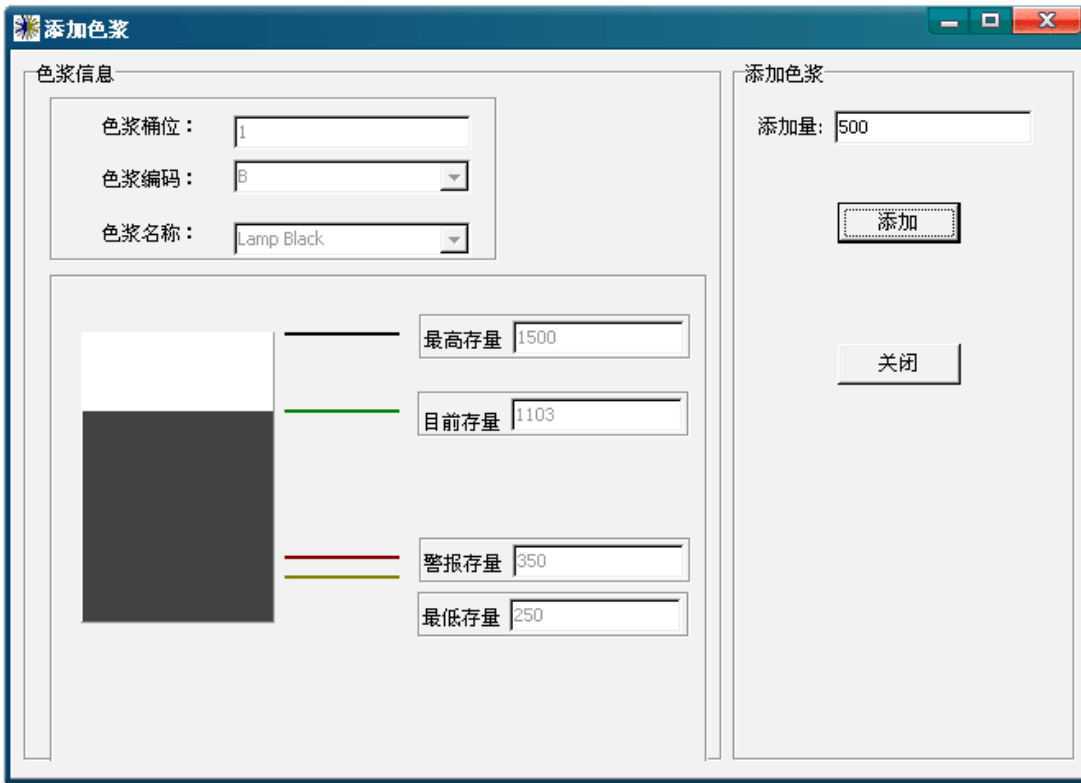 添加色浆
色浆信息
色浆桶位：
1
色浆编码：
B
色浆名称：
Lamp Black
最高存量
1500
目前存量
1103
警报存量
350
最低存量
250
添加色浆
添加量:
500
添加
关闭